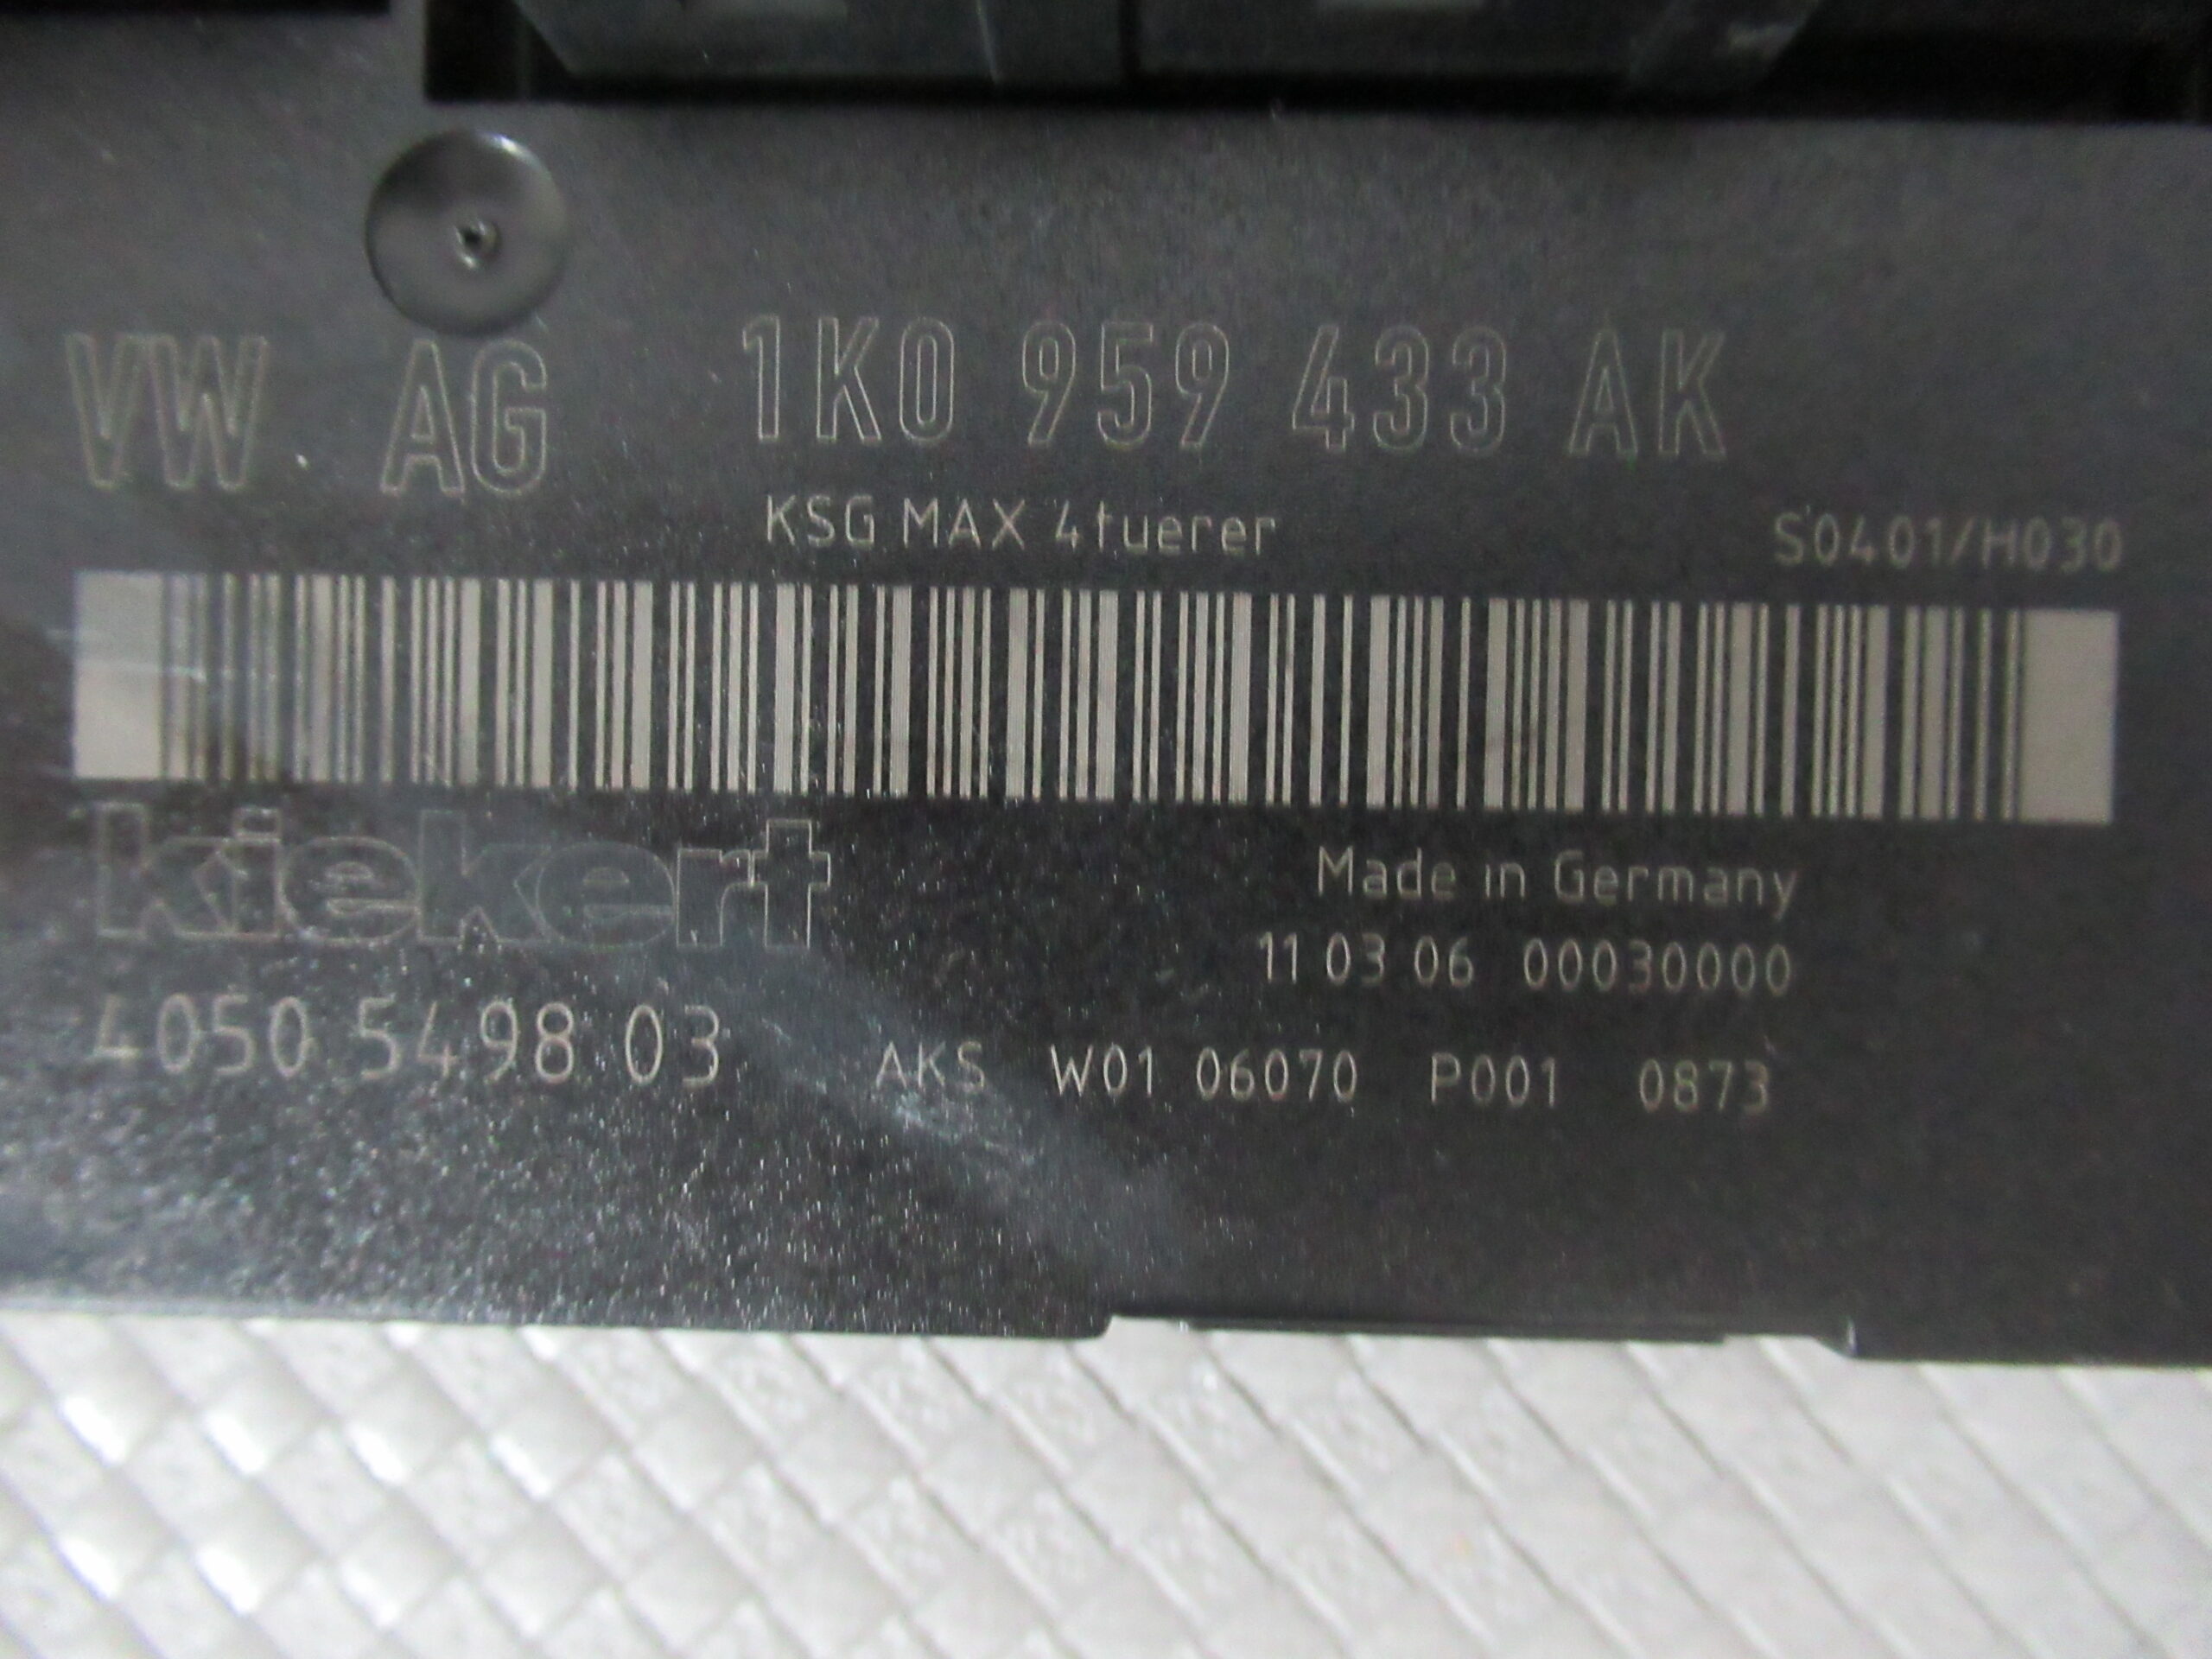 VW AG 1K0 959 433 AK
KSG MAX 4tuerer S0401/H030
kiekert
Made in Germany
11 03 06 00030000
4050 5498 03
AKS W01 06070 P001 0873